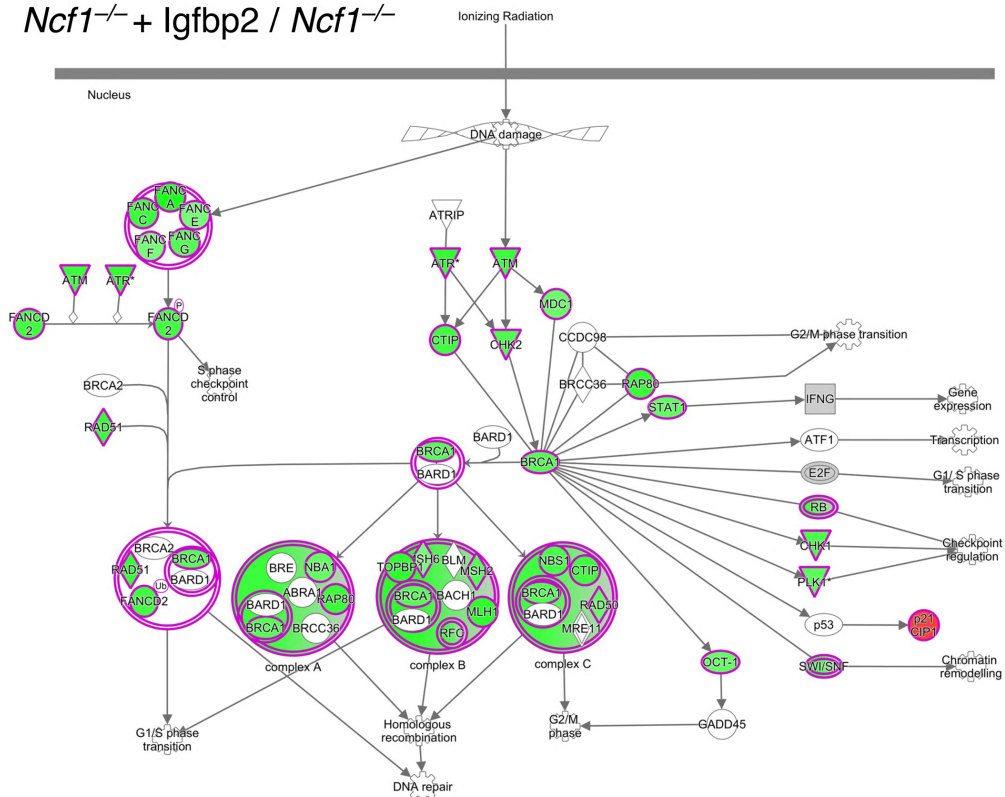 Ncf1–/– + Igfbp2 / Ncf1–/–
Ionizing Radiation
Nucleus
DNA damage
FANC
A
FANC
C
FANC
E
FANC
F
FANC
G
ATRIP
ATM
ATR*
ATR*
ATM
MDC1
P
FANCD
2
FANCD
2
CTIP
CHK2
CCDC98
G2/M phase transition
S phase
checkpoint
control
BRCA2
BRCC36
RAP80
STAT1
IFNG
Gene
expression
RAD51
BARD1
BRCA1
BARD1
BRCA1
ATF1
Transcription
E2F
G1/ S phase
transition
RB
CHK1
Checkpoint
regulation
PLK1*
BRCA2
RAD51
BRCA1
BARD1
Ub
FANCD2
BRE
NBA1
ABRA1
RAP80
BARD1
BRCA1
BRCC36
complex A
TOPBP1
SH6
BLM
MSH2
BRCA1
BACH1
BARD1
MLH1
RFC
complex B
NBS1
CTIP
BRCA1
BARD1
RAD50
MRE11
complex C
p53
p21
CIP1
OCT-1
SWI/SNF
Chromatin
remodelling
GADD45
G1/S phase
transition
Homologous
recombination
G2/M
phase
DNA repair